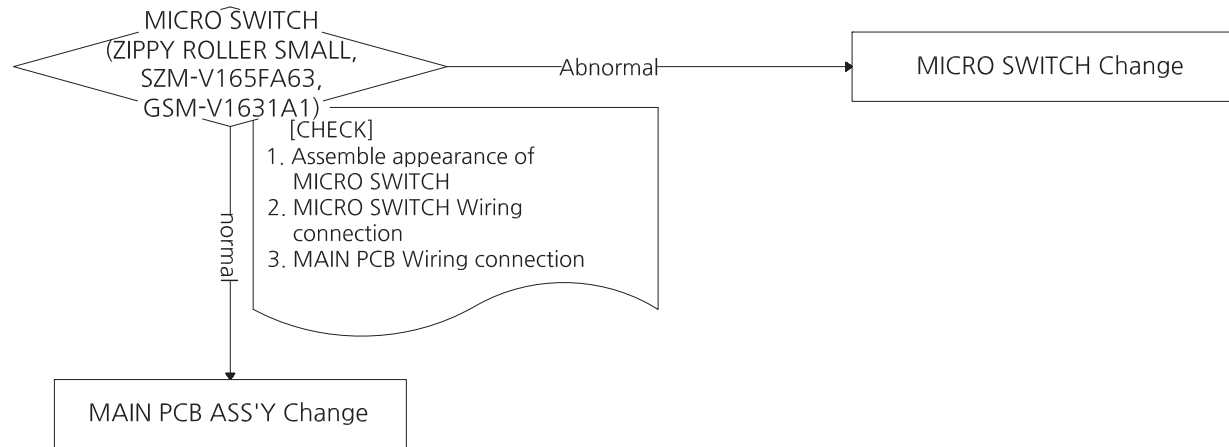 MICRO SWITCH
(ZIPPY ROLLER SMALL,
SZM-V165FA63,
GSM-V1631A1)
Abnormal
MICRO SWITCH Change
[CHECK]
1. Assemble appearance of
MICRO SWITCH
2. MICRO SWITCH Wiring
connection
3. MAIN PCB Wiring connection
normal
MAIN PCB ASS'Y Change